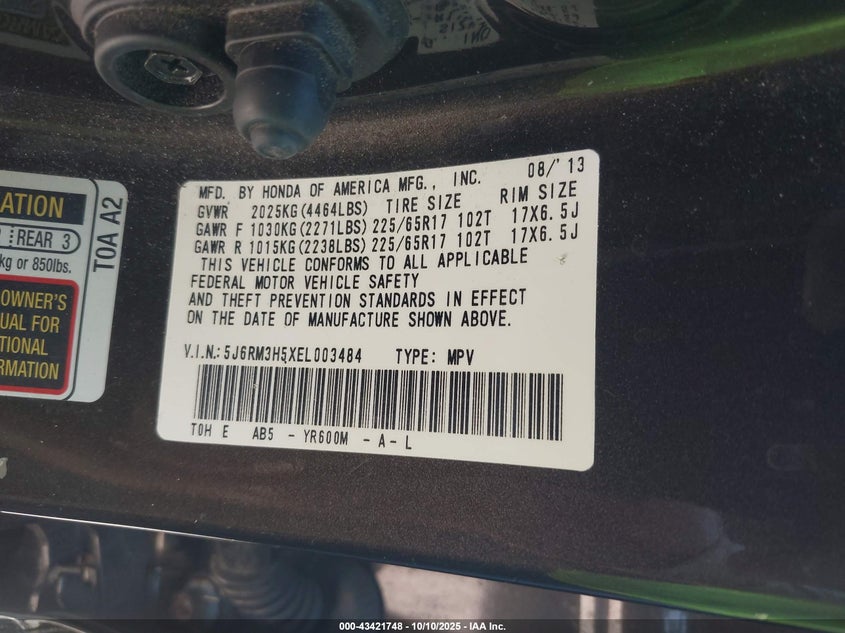 MFD. BY HONDA OF AMERICA MFG., INC. 08/'13
GVWR 2025KG(4464LBS) TIRE SIZE RIM SIZE
GAWR F 1030KG(2271LBS) 225/65R17 102T 17X6.5J
GAWR R 1015KG(2238LBS) 225/65R17 102T 17X6.5J
THIS VEHICLE CONFORMS TO ALL APPLICABLE
FEDERAL MOTOR VEHICLE SAFETY
AND THEFT PREVENTION STANDARDS IN EFFECT
ON THE DATE OF MANUFACTURE SHOWN ABOVE.
V.I.N.: 5J6RM3H5XEL003484 TYPE: MPV
TOH E AB5 - YR600M - A - L
ATION
REAR 3
kg or 850lbs.
OWNER'S
UAL FOR
TIONAL
RMATION
T0A A2
000-43421748 - 10/10/2025 - IAA Inc.